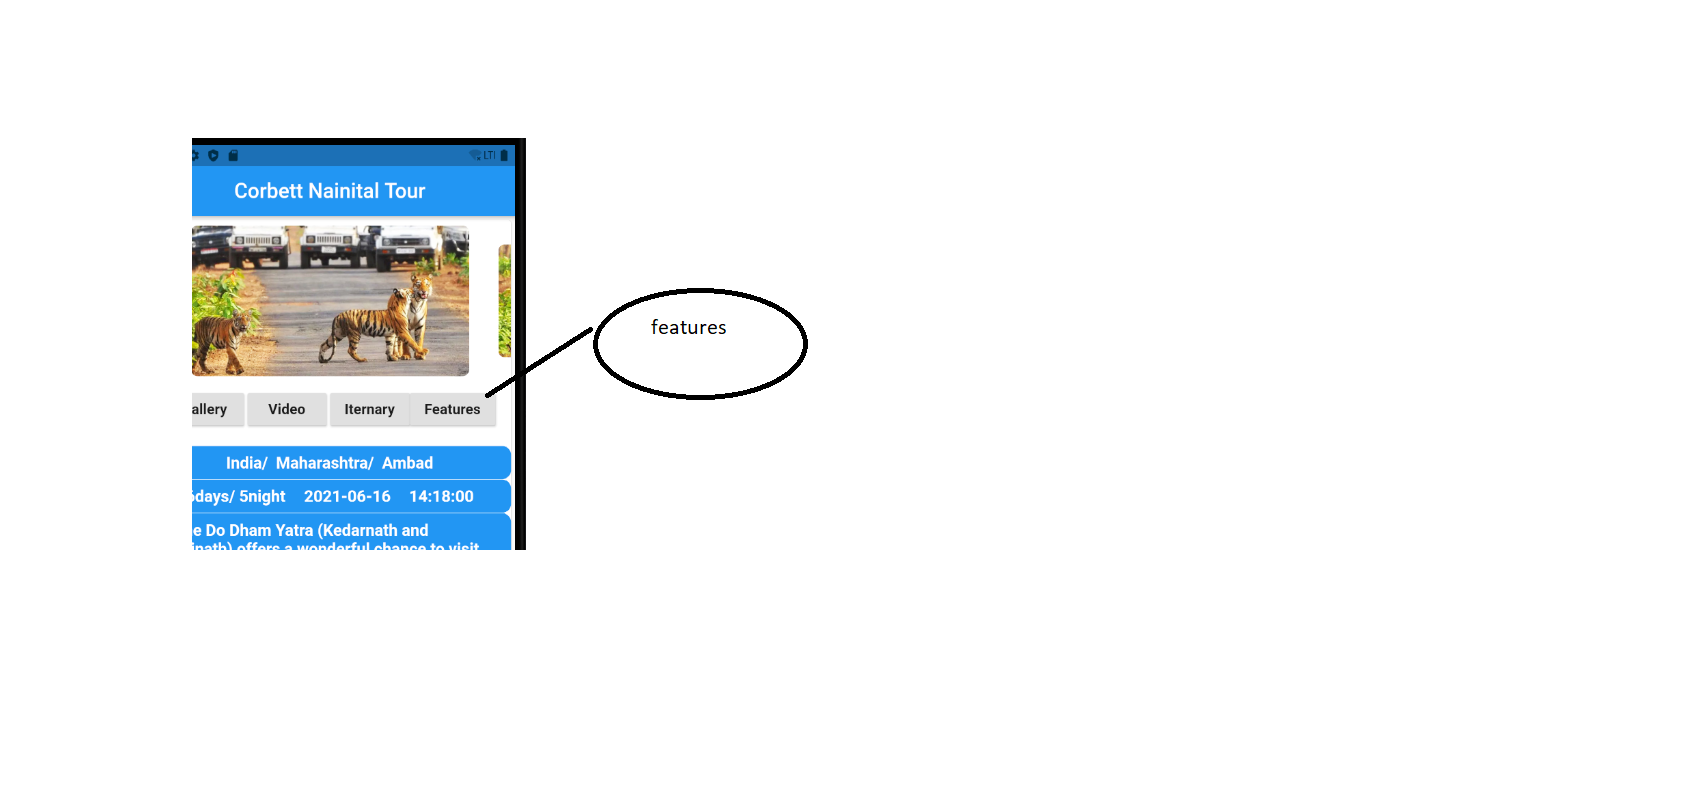 LTE
Corbett Nainital Tour
features
allery Video Iternary Features
India/ Maharashtra/ Ambad
days/ 5night 2021-06-16 14:18:00
e Do Dham Yatra (Kedarnath and
inath) offers a wonderful chance to visit